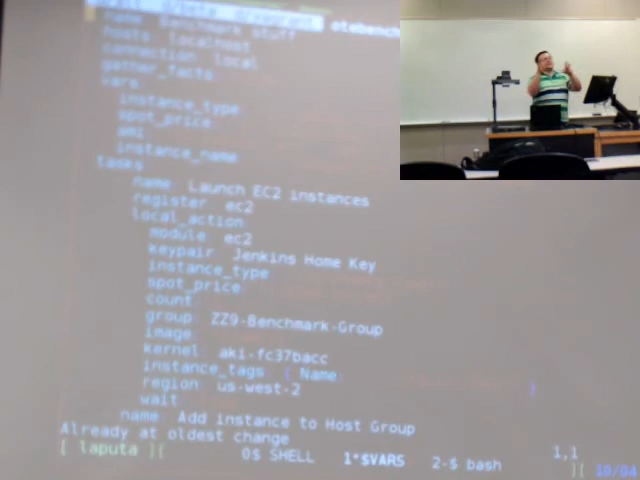 name Benchmark stuff
hosts localhost
connection local
gather_facts
vars
instance_type
spot_price
ami
instance_name
tasks
name Launch EC2 instances
register ec2
local_action
module ec2
keypair Jenkins Home Key
instance_type
spot_price
count
group ZZ9-Benchmark-Group
image
kernel aki-fc37bacc
instance_tags { Name }
region us-west-2
wait
name Add instance to Host Group
Already at oldest change 1,1
[ laputa ][ 0$ SHELL 1*$VARS 2-$ bash ][ 10/04